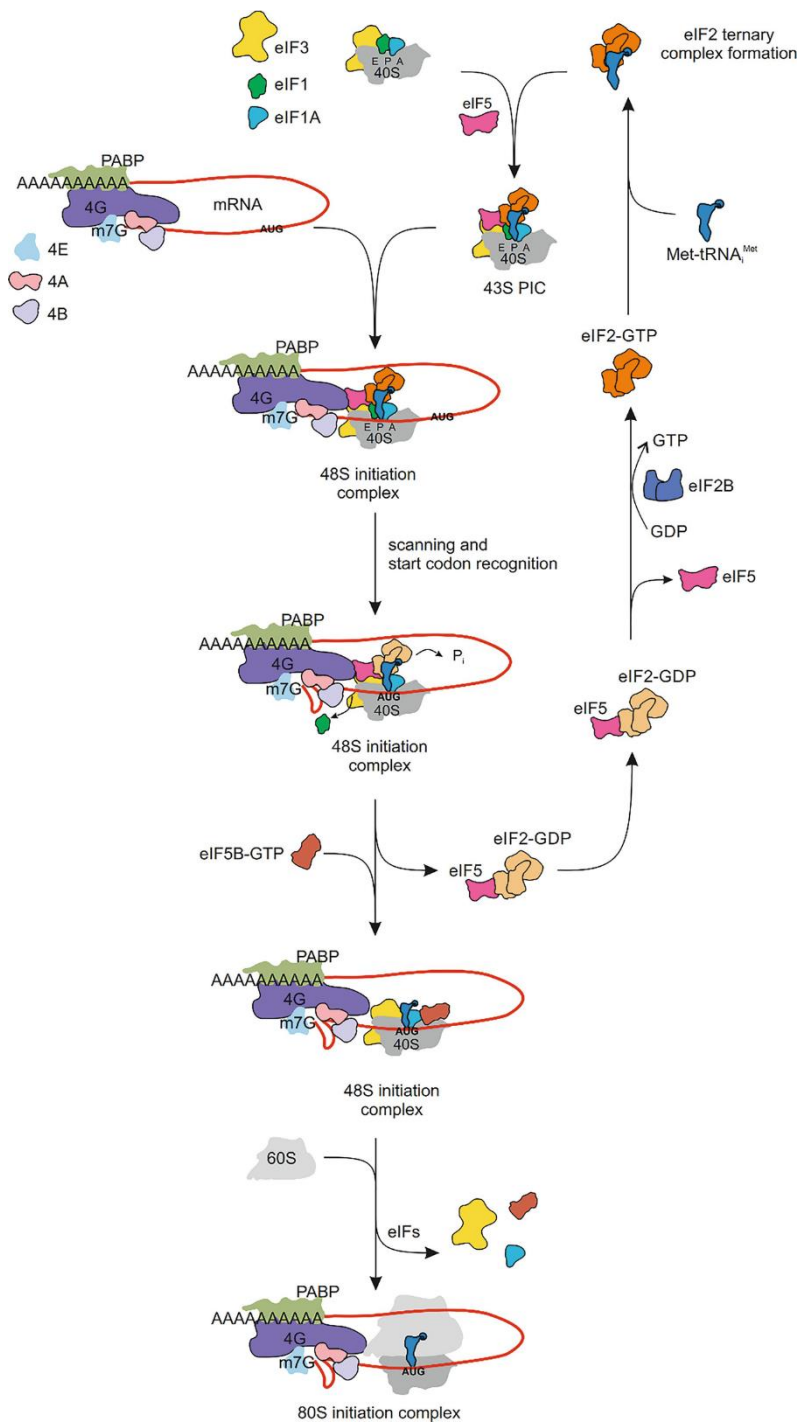 eIF3
eIF1
eIF1A
E P A
40S
eIF5
eIF2 ternary
complex formation
PABP
AAAAAAAAAA
4G
mRNA
m7G
AUG
4E
4A
4B
E P A
40S
43S PIC
Met-tRNAiMet
eIF2-GTP
PABP
AAAAAAAAAA
4G
m7G
AUG
E P A
40S
48S initiation
complex
GTP
eIF2B
GDP
eIF5
scanning and
start codon recognition
PABP
AAAAAAAAAA
4G
Pi
m7G
AUG
40S
48S initiation
complex
eIF2-GDP
eIF5
eIF5B-GTP
eIF2-GDP
eIF5
PABP
AAAAAAAAAA
4G
m7G
AUG
40S
48S initiation
complex
60S
eIFs
PABP
AAAAAAAAAA
4G
m7G
AUG
80S initiation complex